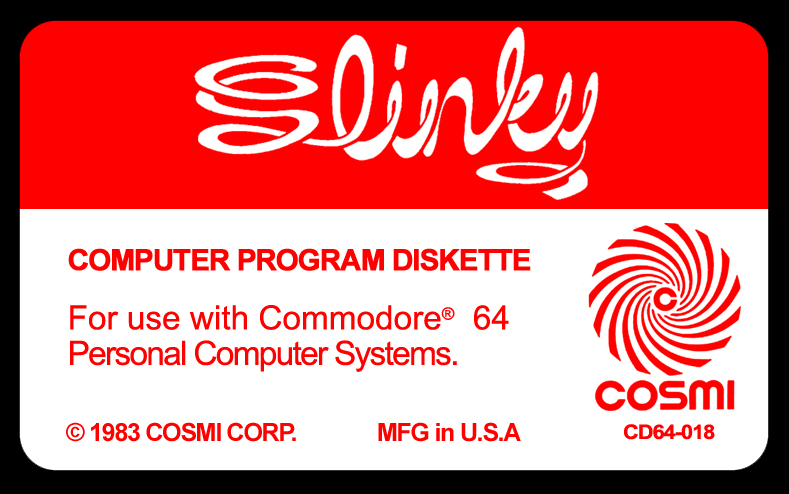 Slinky
COMPUTER PROGRAM DISKETTE
For use with Commodore® 64
Personal Computer Systems.
© 1983 COSMI CORP. MFG in U.S.A
C
COSMI
CD64-018